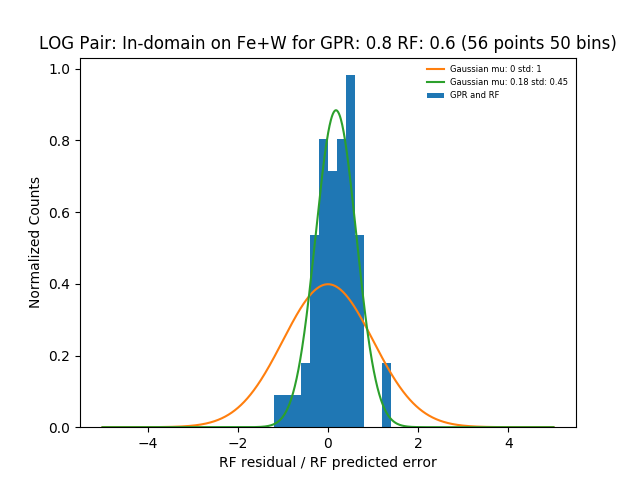 LOG Pair: In-domain on Fe+W for GPR: 0.8 RF: 0.6 (56 points 50 bins)
Gaussian mu: 0 std: 1
Gaussian mu: 0.18 std: 0.45
GPR and RF
Normalized Counts
1.0
0.8
0.6
0.4
0.2
0.0
−4 −2 0 2 4
RF residual / RF predicted error